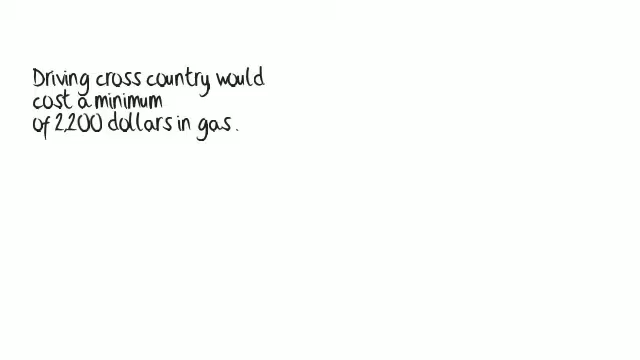 Driving cross country would
cost a minimum
of 2,200 dollars in gas.